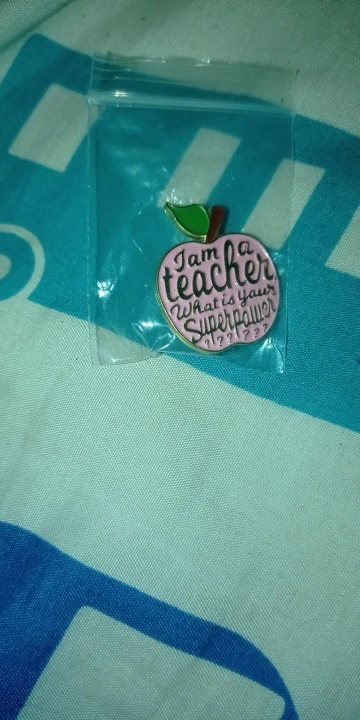 I am a
teacher
What is your
Superpower
??????